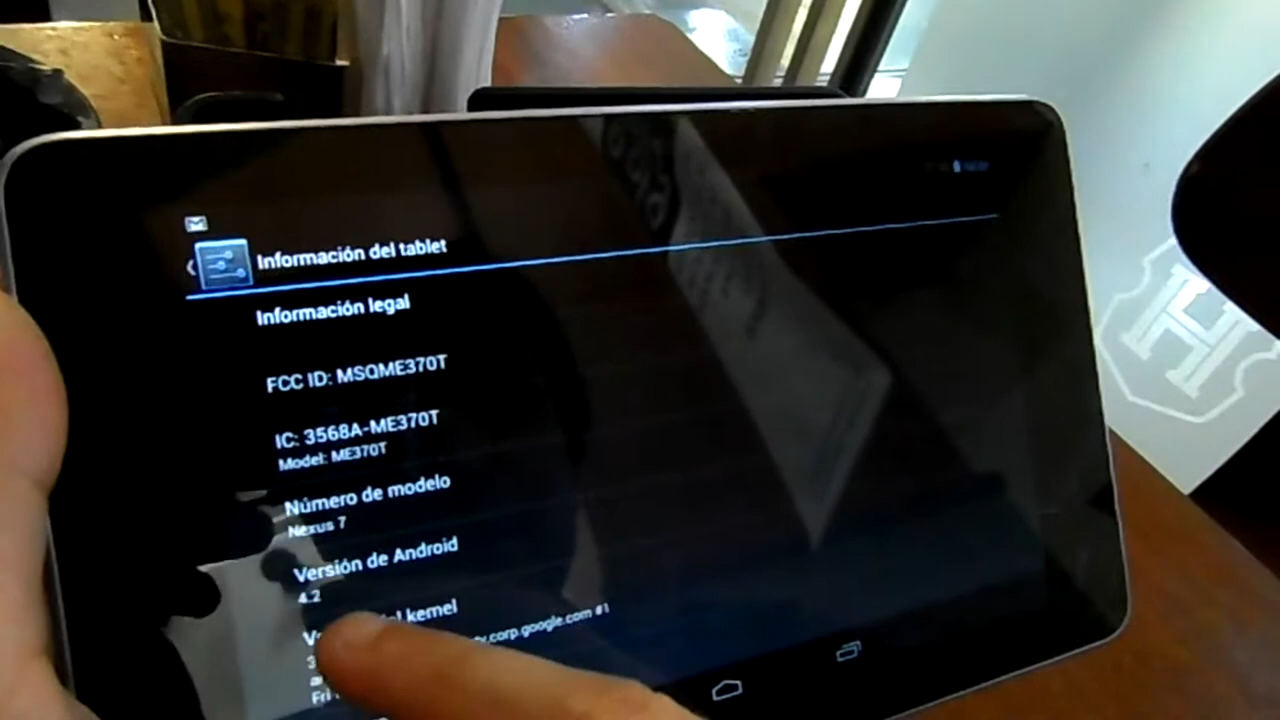 Información del tablet
Información legal
FCC ID: MSQME370T
IC: 3568A-ME370T
Model: ME370T
Número de modelo
Nexus 7
Versión de Android
4.2
kernel
.corp.google.com #1
Fri
H